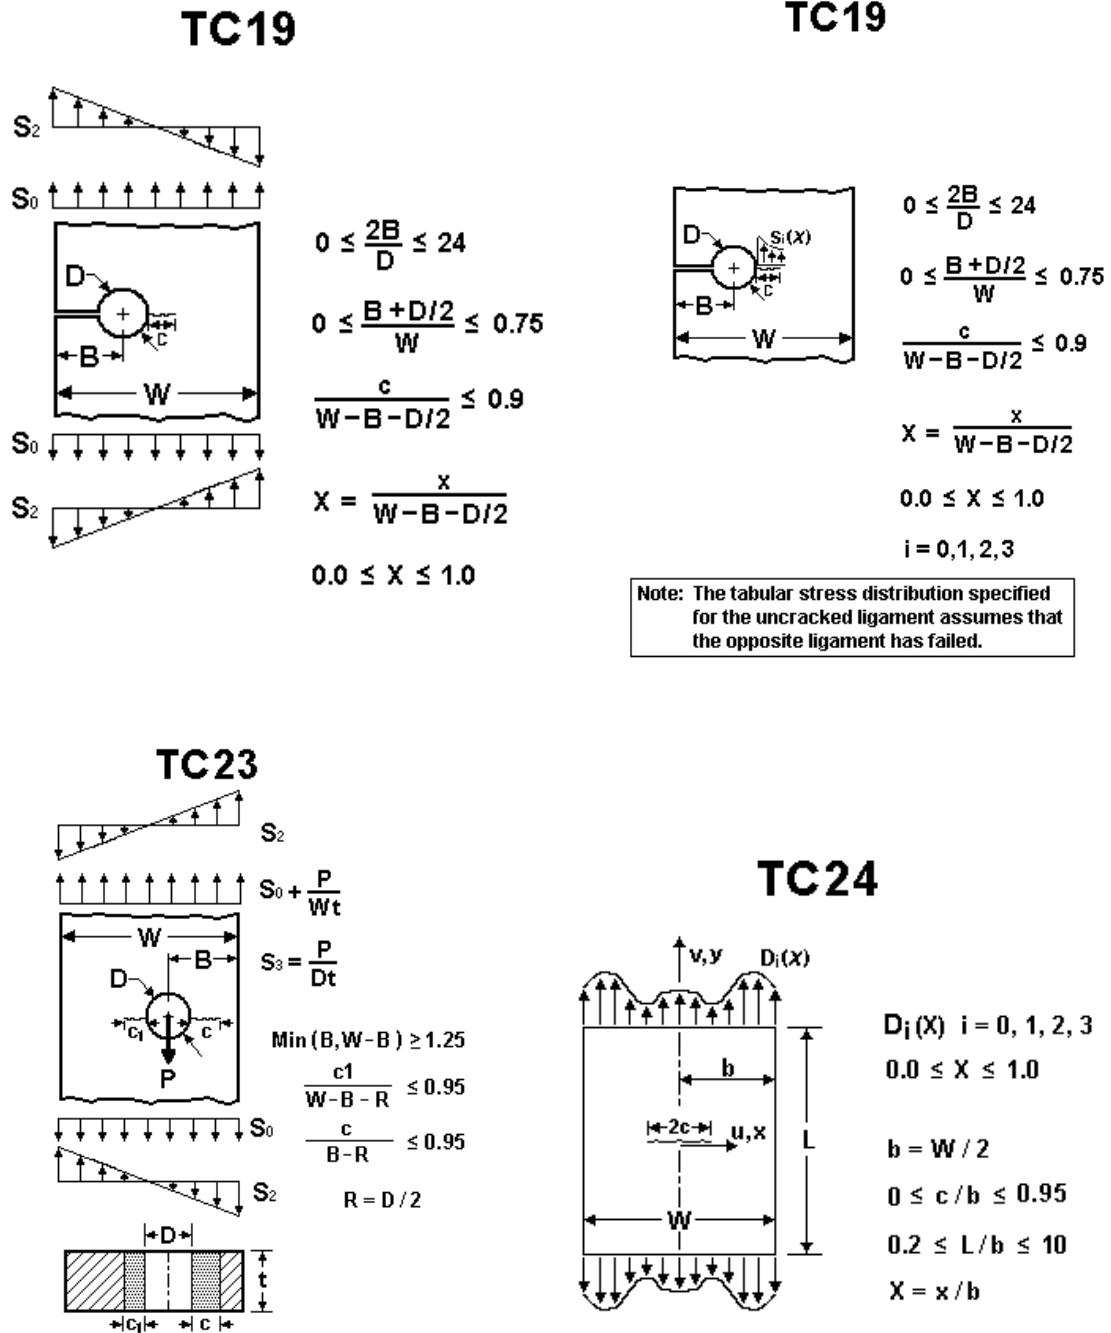 TC19
S2
S0
D
B
c
W
S0
S2
0 ≤ 2B/D ≤ 24
0 ≤ B+D/2 / W ≤ 0.75
c / W−B−D/2 ≤ 0.9
X = x / W−B−D/2
0.0 ≤ X ≤ 1.0
TC19
D
Si(X)
c
B
W
0 ≤ 2B/D ≤ 24
0 ≤ B+D/2 / W ≤ 0.75
c / W−B−D/2 ≤ 0.9
X = x / W−B−D/2
0.0 ≤ X ≤ 1.0
i = 0,1,2,3
Note: The tabular stress distribution specified
for the uncracked ligament assumes that
the opposite ligament has failed.
TC23
S2
S0 + P/Wt
W
B
S3 = P/Dt
D
c1
c
P
Min (B, W−B) ≥ 1.25
c1 / W−B−R ≤ 0.95
c / B−R ≤ 0.95
R = D/2
S0
S2
D
t
c1
c
TC24
v,y
Di(X)
b
2c
u,x
L
W
Di(X) i = 0, 1, 2, 3
0.0 ≤ X ≤ 1.0
b = W / 2
0 ≤ c/b ≤ 0.95
0.2 ≤ L/b ≤ 10
X = x/b